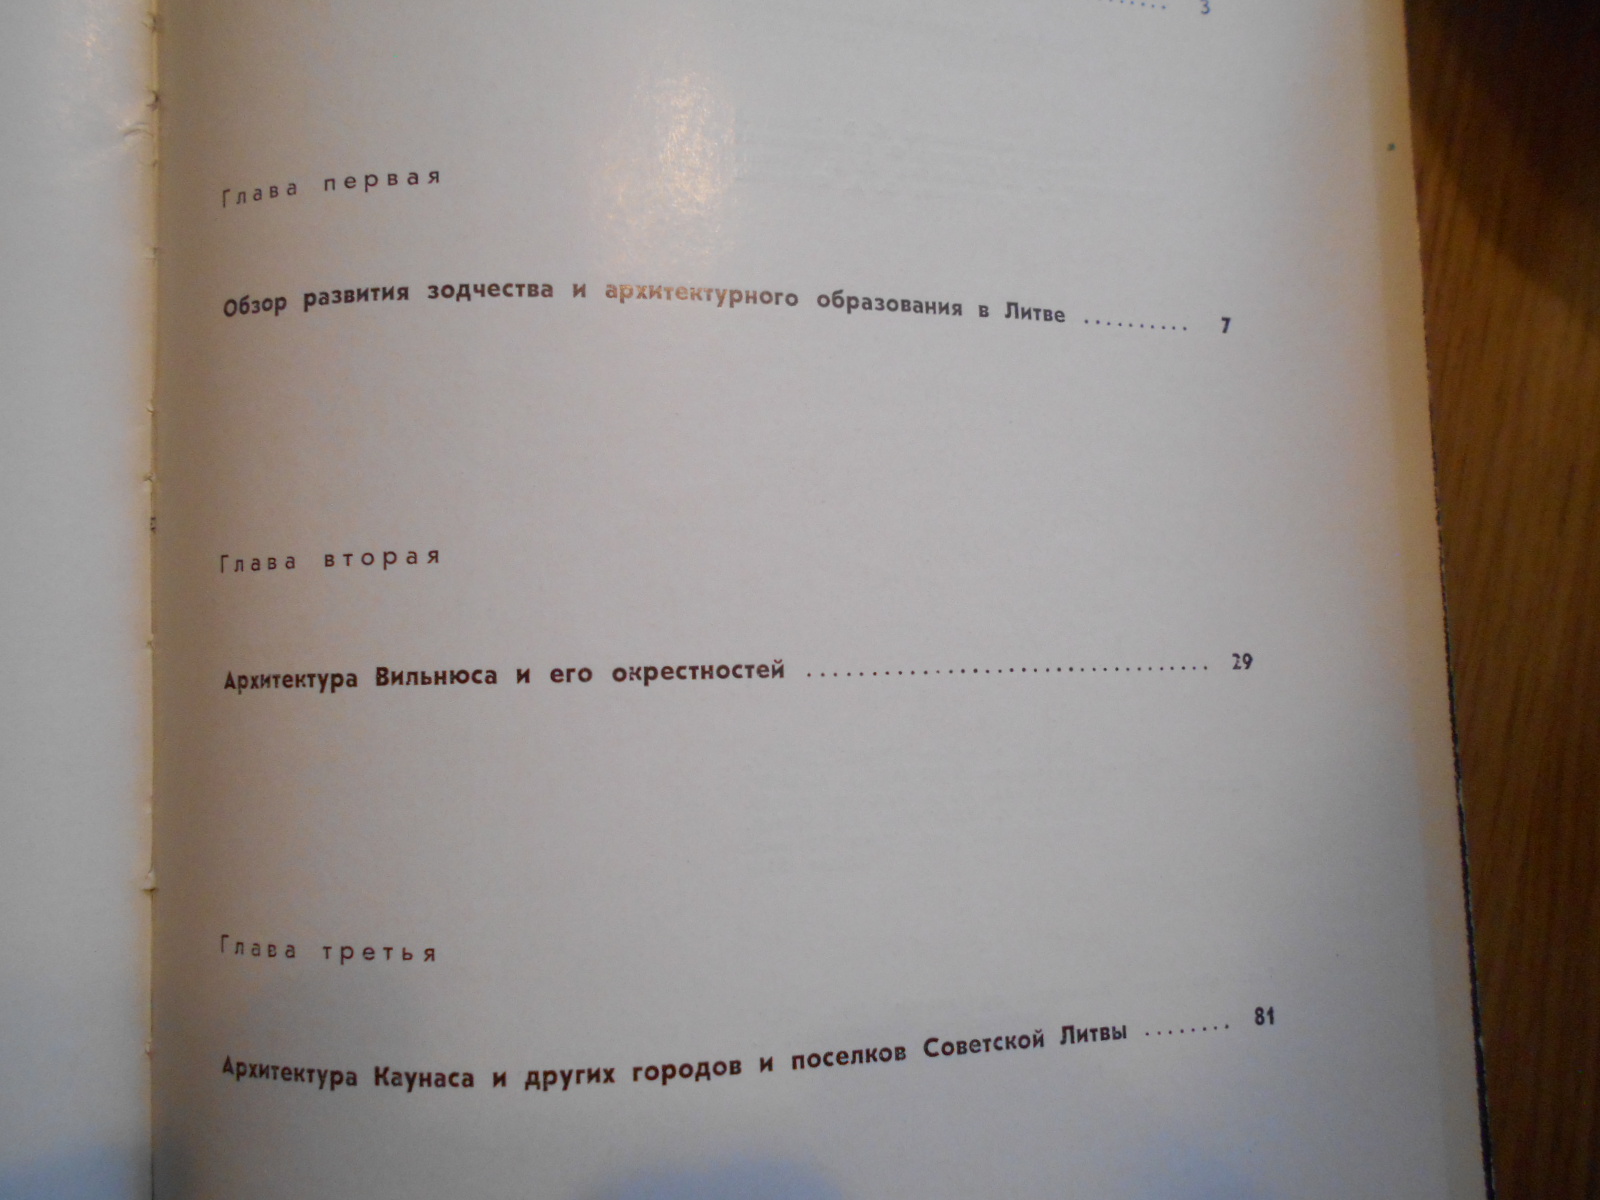 .......... 3
Глава первая
Обзор развития зодчества и архитектурного образования в Литве .......... 7
Глава вторая
Архитектура Вильнюса и его окрестностей .................................. 29
Глава третья
Архитектура Каунаса и других городов и поселков Советской Литвы ........ 81